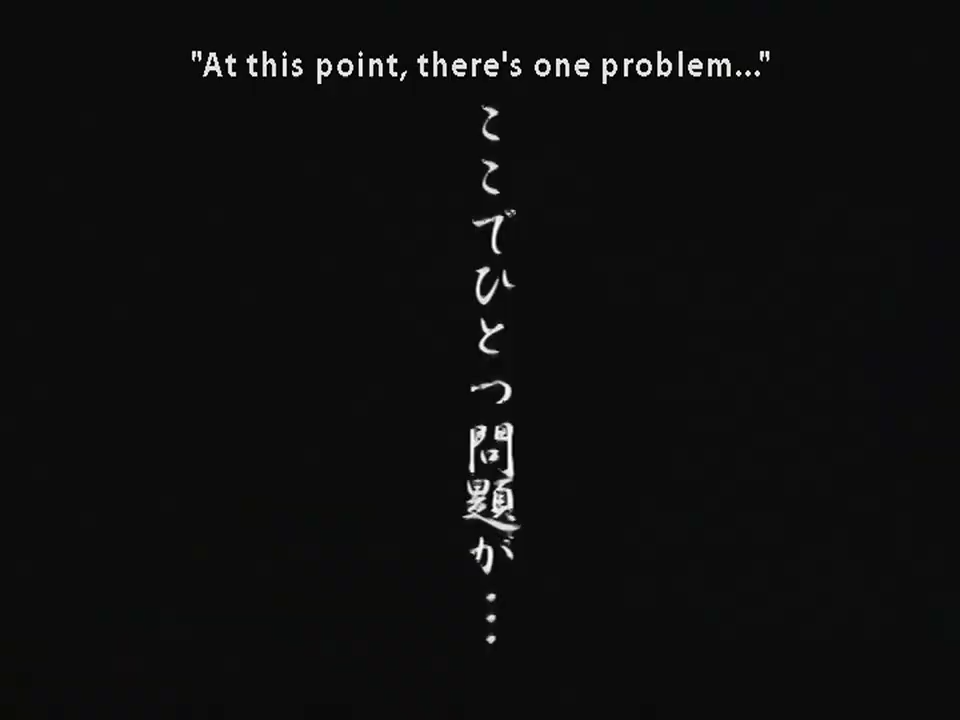 "At this point, there's one problem..."
ここでひとつ問題が…